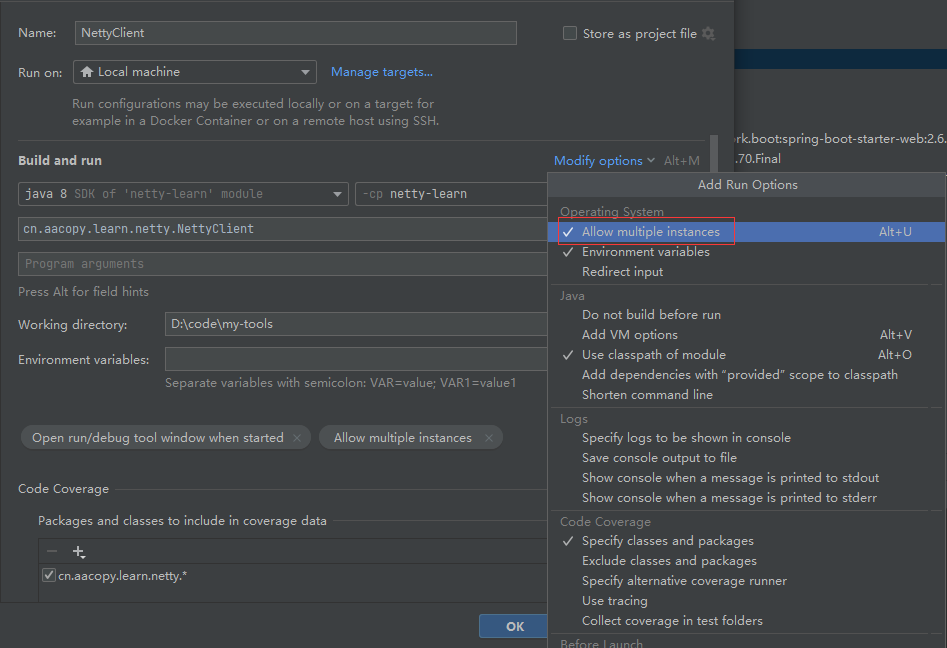 Name:
NettyClient
Store as project file
Run on:
Local machine
Manage targets...
Run configurations may be executed locally or on a target: for
example in a Docker Container or on a remote host using SSH.
ork.boot:spring-boot-starter-web:2.6.
.70.Final
Build and run
Modify options
Alt+M
java 8 SDK of 'netty-learn' module
-cp netty-learn
cn.aacopy.learn.netty.NettyClient
Program arguments
Press Alt for field hints
Working directory:
D:\code\my-tools
Environment variables:
Separate variables with semicolon: VAR=value; VAR1=value1
Open run/debug tool window when started
Allow multiple instances
Code Coverage
Packages and classes to include in coverage data
cn.aacopy.learn.netty.*
OK
Add Run Options
Operating System
Allow multiple instances Alt+U
Environment variables
Redirect input
Java
Do not build before run
Add VM options Alt+V
Use classpath of module Alt+O
Add dependencies with “provided” scope to classpath
Shorten command line
Logs
Specify logs to be shown in console
Save console output to file
Show console when a message is printed to stdout
Show console when a message is printed to stderr
Code Coverage
Specify classes and packages
Exclude classes and packages
Specify alternative coverage runner
Use tracing
Collect coverage in test folders
Before Launch